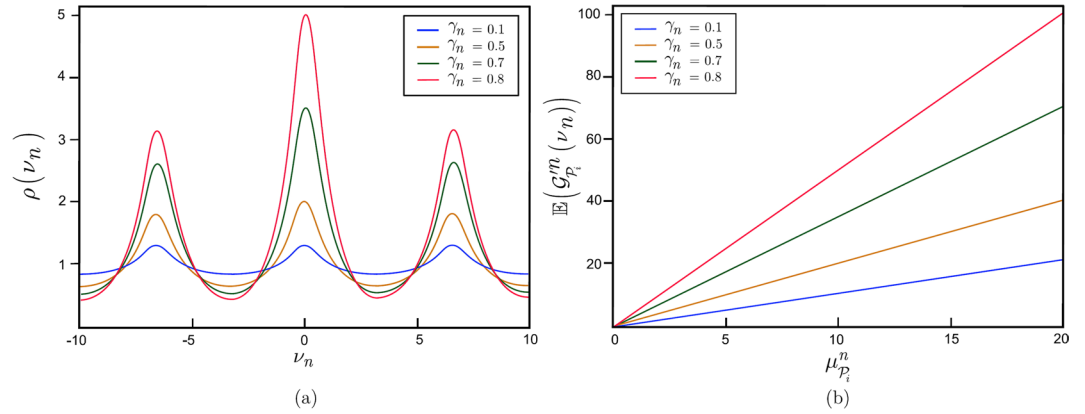 γn = 0.1
γn = 0.5
γn = 0.7
γn = 0.8
5
4
3
2
1
ρ(νn)
-10 -5 0 5 10
νn
(a)
γn = 0.1
γn = 0.5
γn = 0.7
γn = 0.8
100
80
60
40
20
𝔼(𝒢′ⁿ𝒫ᵢ(νn))
0 5 10 15 20
μⁿ𝒫ᵢ
(b)